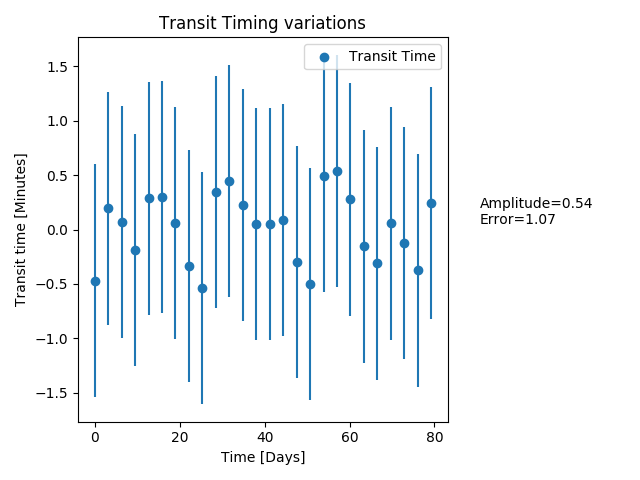 Transit Timing variations
Transit Time
1.5
1.0
0.5
0.0
−0.5
−1.0
−1.5
Transit time [Minutes]
Amplitude=0.54
Error=1.07
0 20 40 60 80
Time [Days]